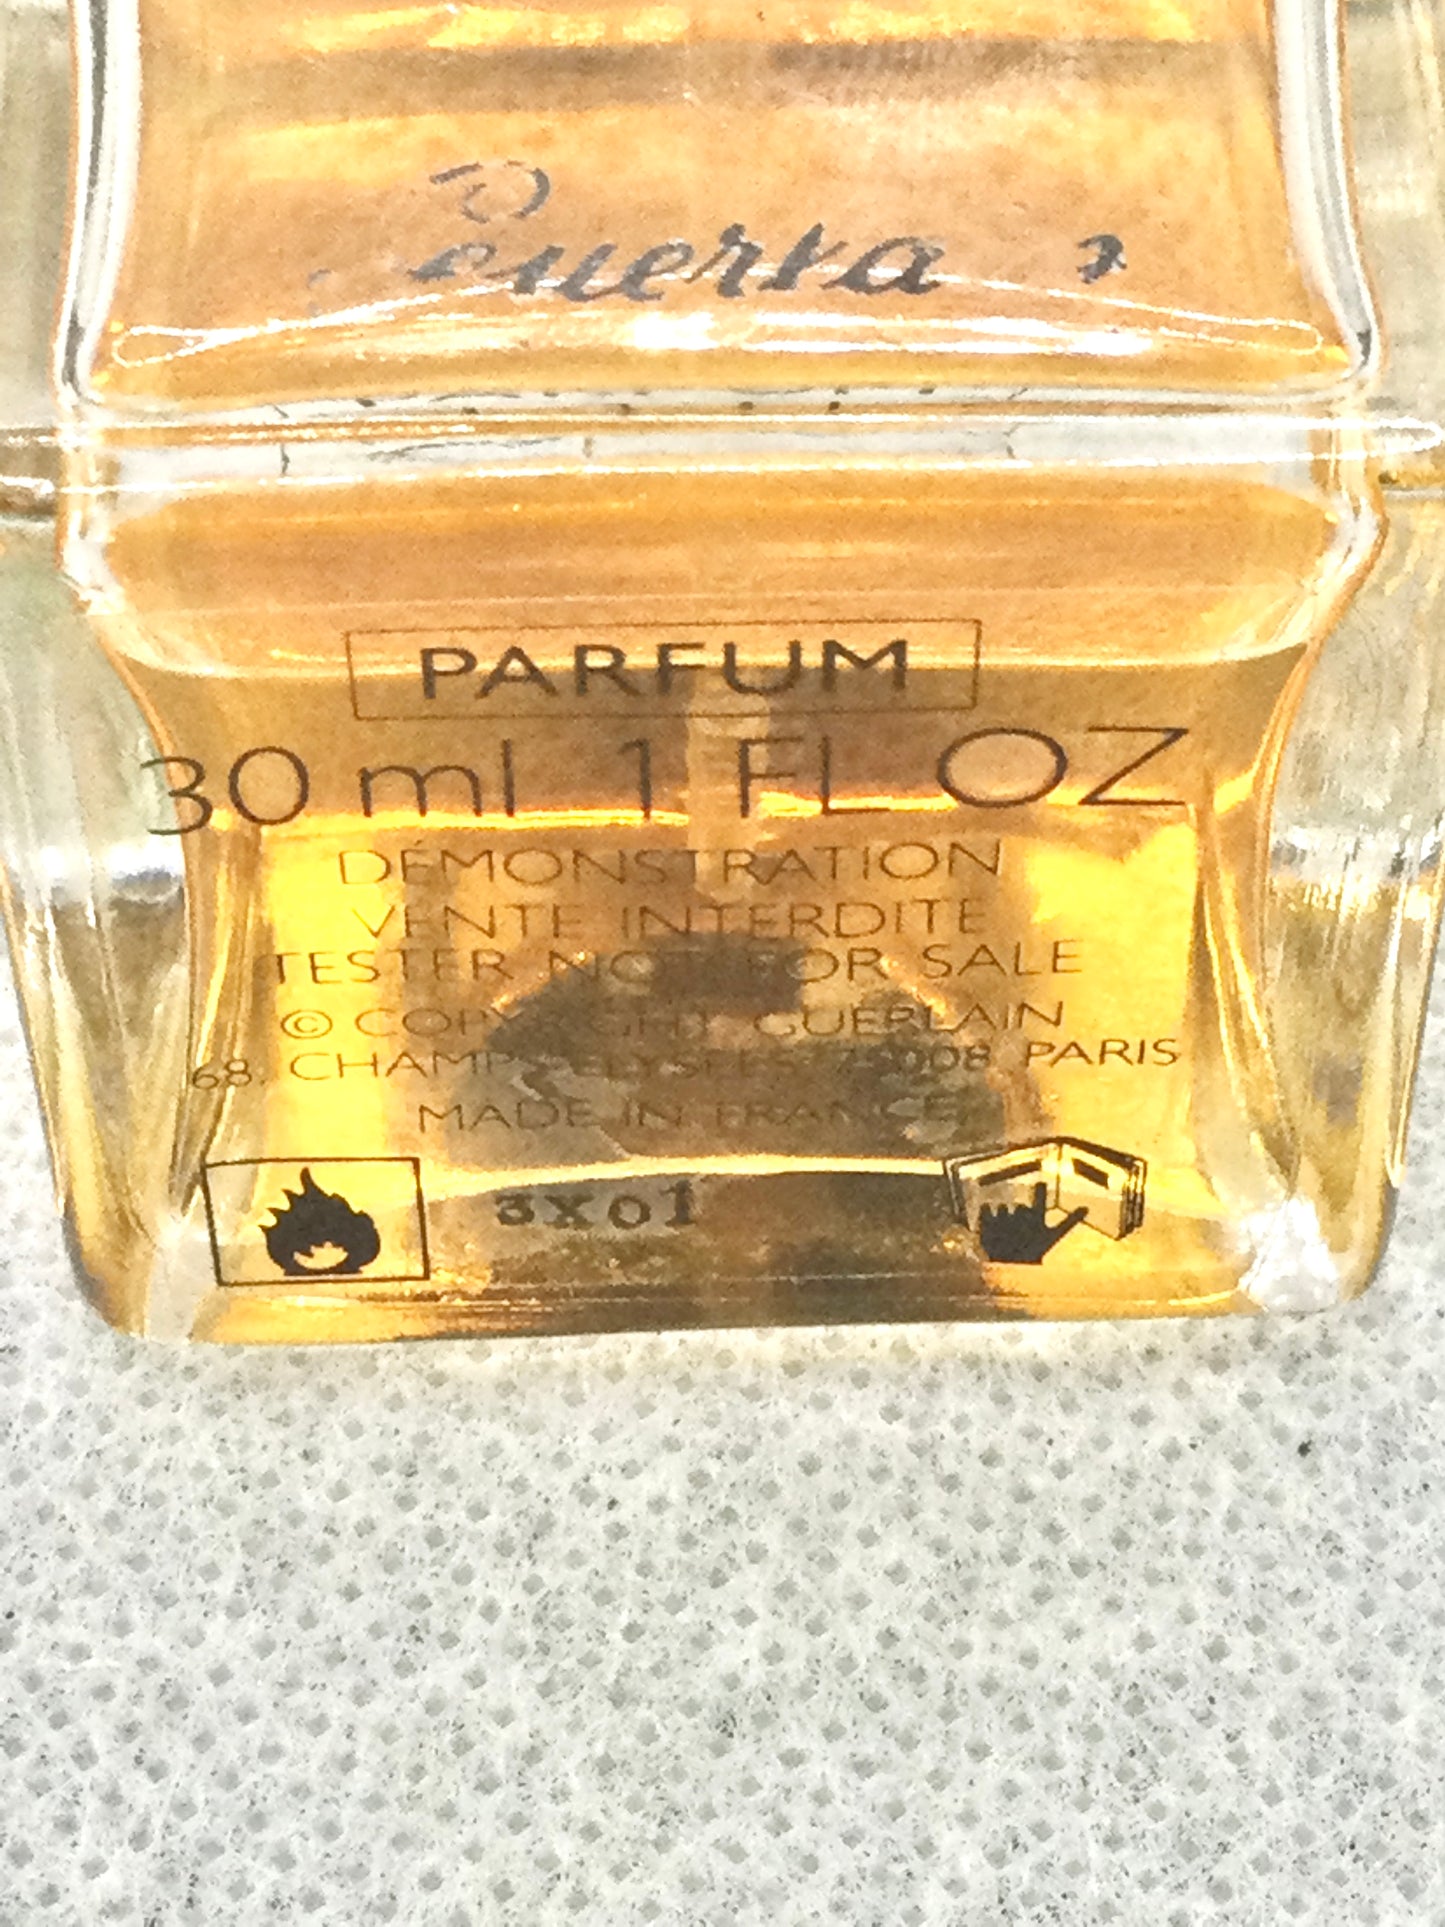 PARFUM
30 ml 1 FL OZ
DÉMONSTRATION
VENTE INTERDITE
TESTER NOT FOR SALE
© COPYRIGHT GUERLAIN
68, CHAMPS ELYSEES 75008 PARIS
MADE IN FRANCE
3X01